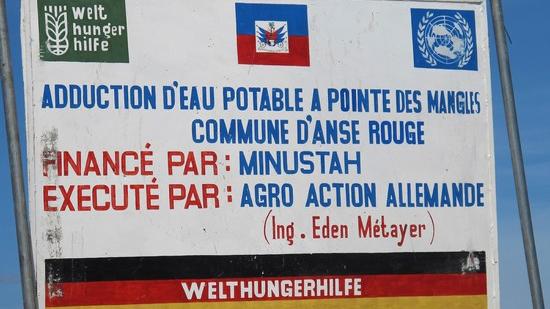 welt
hunger
hilfe
ADDUCTION D'EAU POTABLE A POINTE DES MANGLES
COMMUNE D'ANSE ROUGE
FINANCÉ PAR: MINUSTAH
EXECUTÉ PAR: AGRO ACTION ALLEMANDE
(Ing. Eden Métayer)
WELTHUNGERHILFE